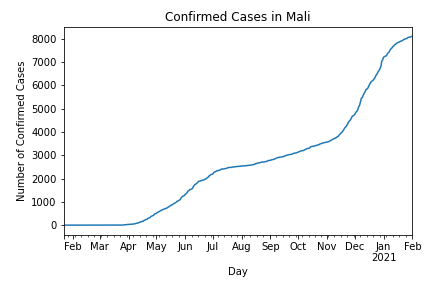 Confirmed Cases in Mali
Number of Confirmed Cases
8000
7000
6000
5000
4000
3000
2000
1000
0
Feb Mar Apr May Jun Jul Aug Sep Oct Nov Dec Jan Feb
2021
Day